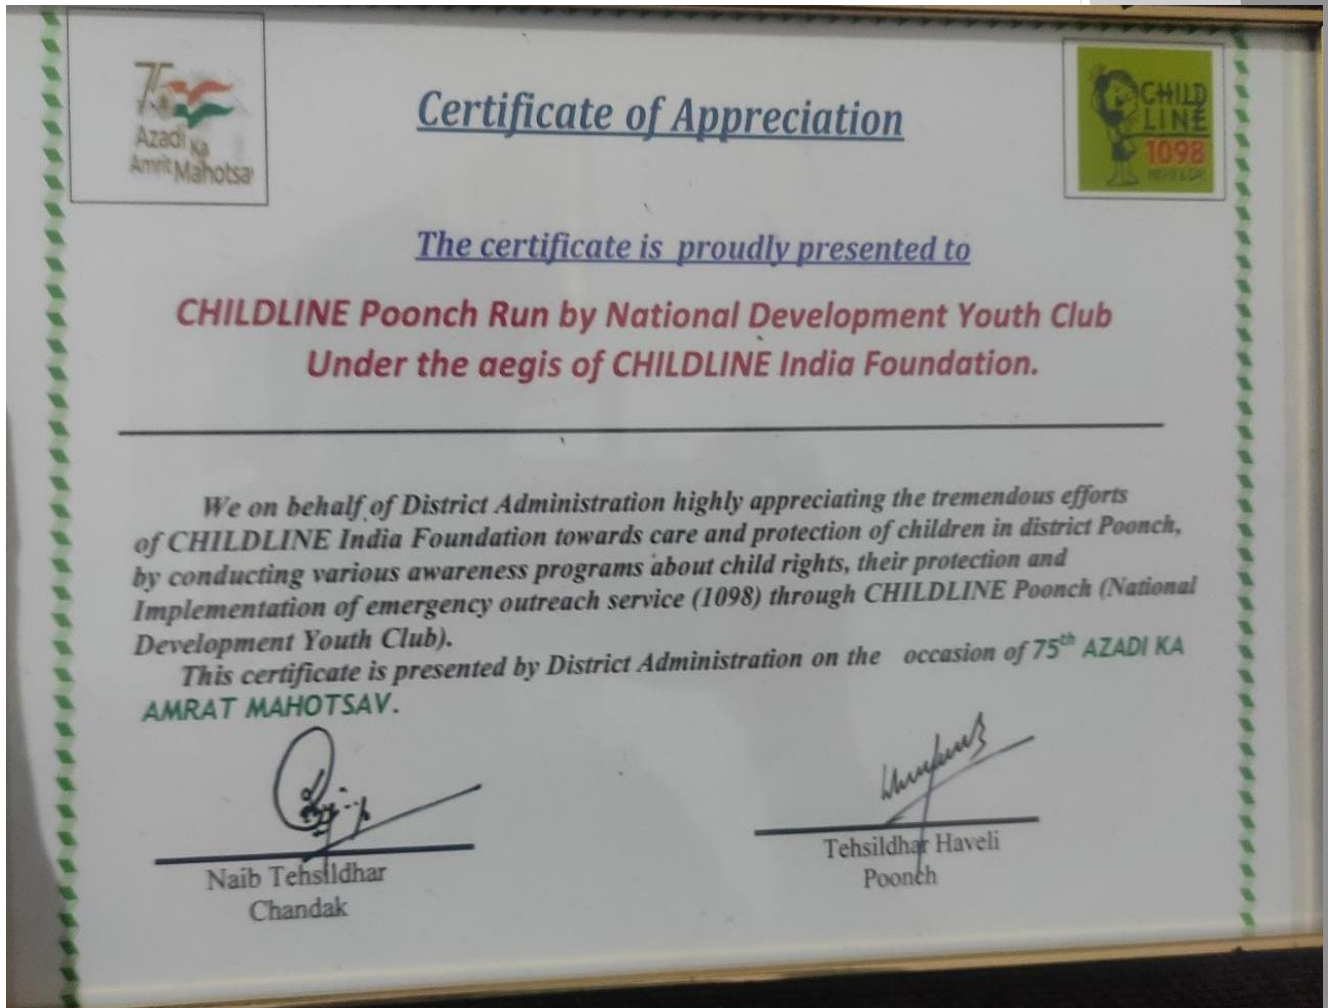 75
Azadi Ka
Amrit Mahotsav
Certificate of Appreciation
CHILD
LINE
1098
The certificate is proudly presented to
CHILDLINE Poonch Run by National Development Youth Club
Under the aegis of CHILDLINE India Foundation.
We on behalf of District Administration highly appreciating the tremendous efforts
of CHILDLINE India Foundation towards care and protection of children in district Poonch,
by conducting various awareness programs about child rights, their protection and
Implementation of emergency outreach service (1098) through CHILDLINE Poonch (National
Development Youth Club).
This certificate is presented by District Administration on the occasion of 75th AZADI KA
AMRAT MAHOTSAV.
Naib Tehsildhar
Chandak
Tehsildhar Haveli
Poonch